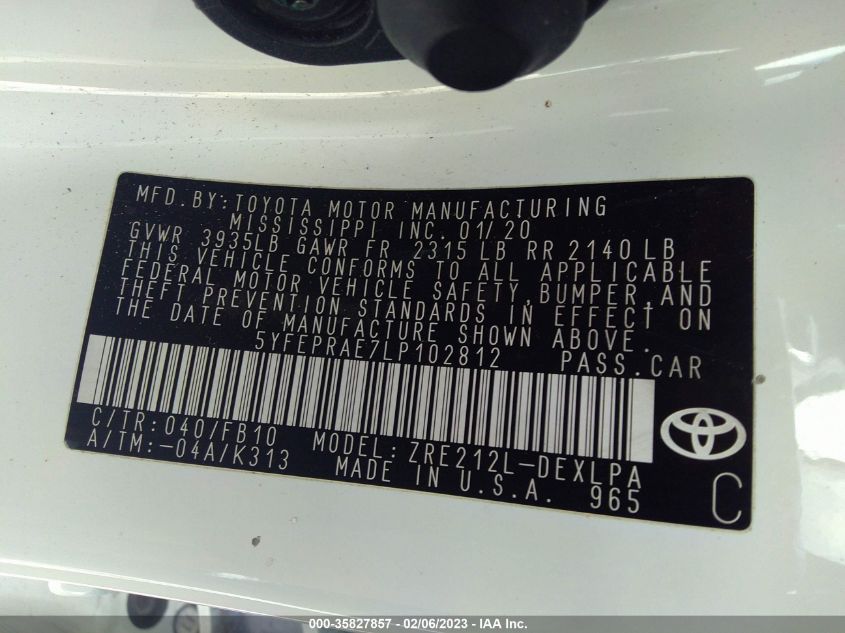 MFD.BY:TOYOTA MOTOR MANUFACTURING
MISSISSIPPI INC. 01/20
GVWR 3935LB GAWR FR 2315 LB RR 2140 LB
THIS VEHICLE CONFORMS TO ALL APPLICABLE
FEDERAL MOTOR VEHICLE SAFETY,BUMPER,AND
THEFT PREVENTION STANDARDS IN EFFECT ON
THE DATE OF MANUFACTURE SHOWN ABOVE.
5YFEPRAE7LP102812 PASS.CAR
C/TR:040/FB10 MODEL:ZRE212L-DEXLPA
A/TM:-04A/K313 MADE IN U.S.A. 965
C
000-35827857 - 02/06/2023 - © IAA Inc.